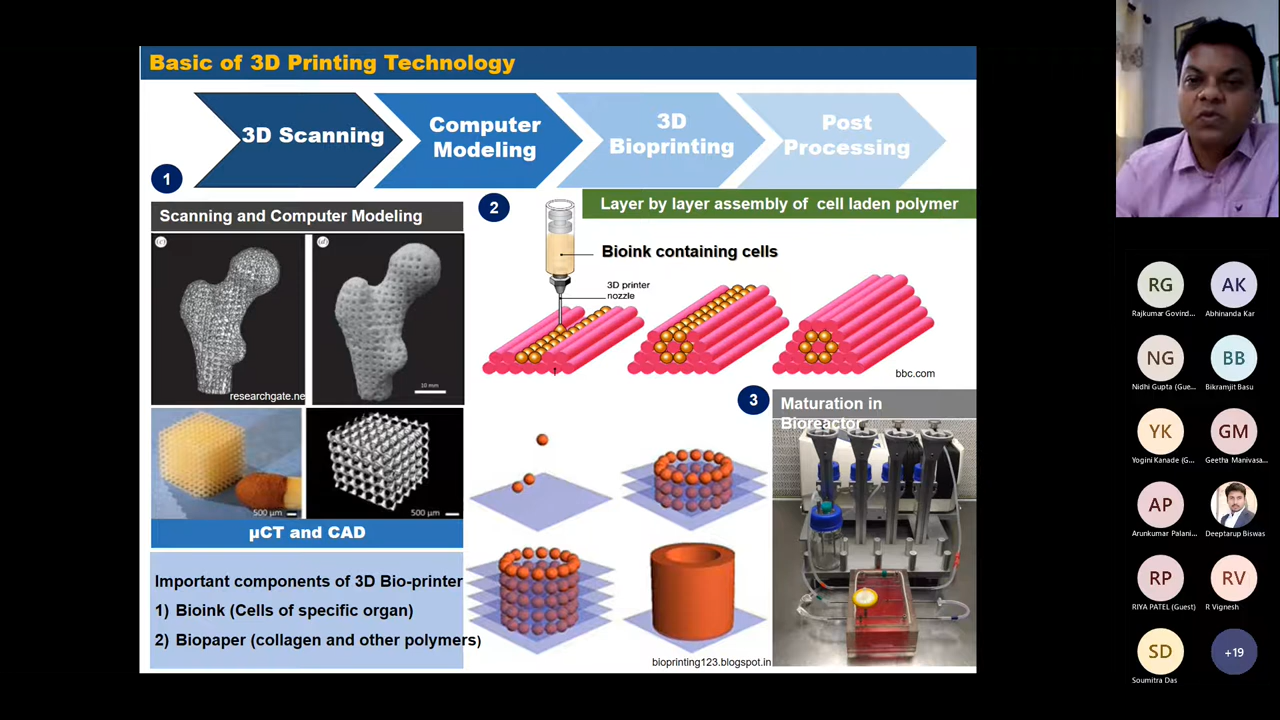 Basic of 3D Printing Technology
3D Scanning
Computer
Modeling
3D
Bioprinting
Post
Processing
1
Scanning and Computer Modeling
(c)
(d)
10 mm
researchgate.ne
500 µm
500 µm
µCT and CAD
Important components of 3D Bio-printer
1) Bioink (Cells of specific organ)
2) Biopaper (collagen and other polymers)
2
Layer by layer assembly of cell laden polymer
Bioink containing cells
3D printer
nozzle
bbc.com
bioprinting123.blogspot.in
3
Maturation in
Bioreactor
RG
Rajkumar Govind...
AK
Abhinanda Kar
NG
Nidhi Gupta (Gue...
BB
Bikramjit Basu
YK
Yogini Kanade (G...
GM
Geetha Manivasa...
AP
Arunkumar Palani...
Deeptarup Biswas
RP
RIYA PATEL (Guest)
RV
R Vignesh
SD
Soumitra Das
+19